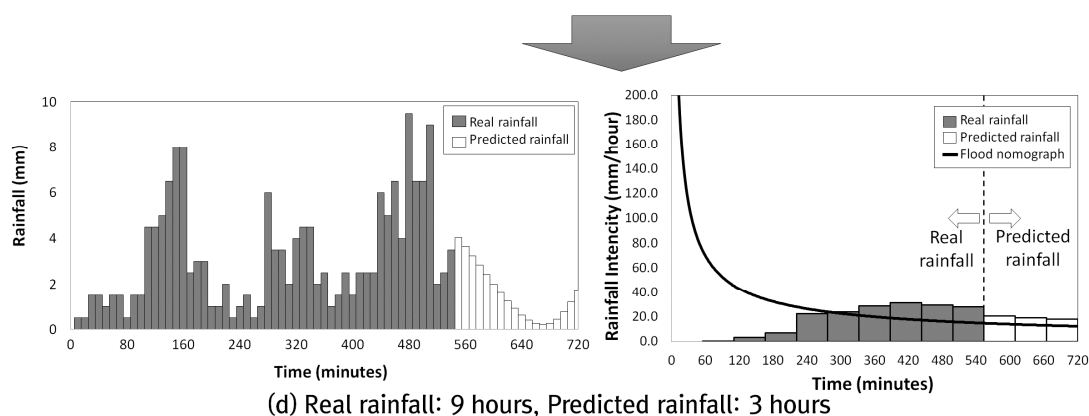 Rainfall (mm)
10
8
6
4
2
0
Real rainfall
Predicted rainfall
0 80 160 240 320 400 480 560 640 720
Time (minutes)
Rainfall Intencity (mm/hour)
200.0
180.0
160.0
140.0
120.0
100.0
80.0
60.0
40.0
20.0
0.0
Real rainfall
Predicted rainfall
Flood nomograph
Real
rainfall
Predicted
rainfall
0 60 120 180 240 300 360 420 480 540 600 660 720
Time (minutes)
(d) Real rainfall: 9 hours, Predicted rainfall: 3 hours